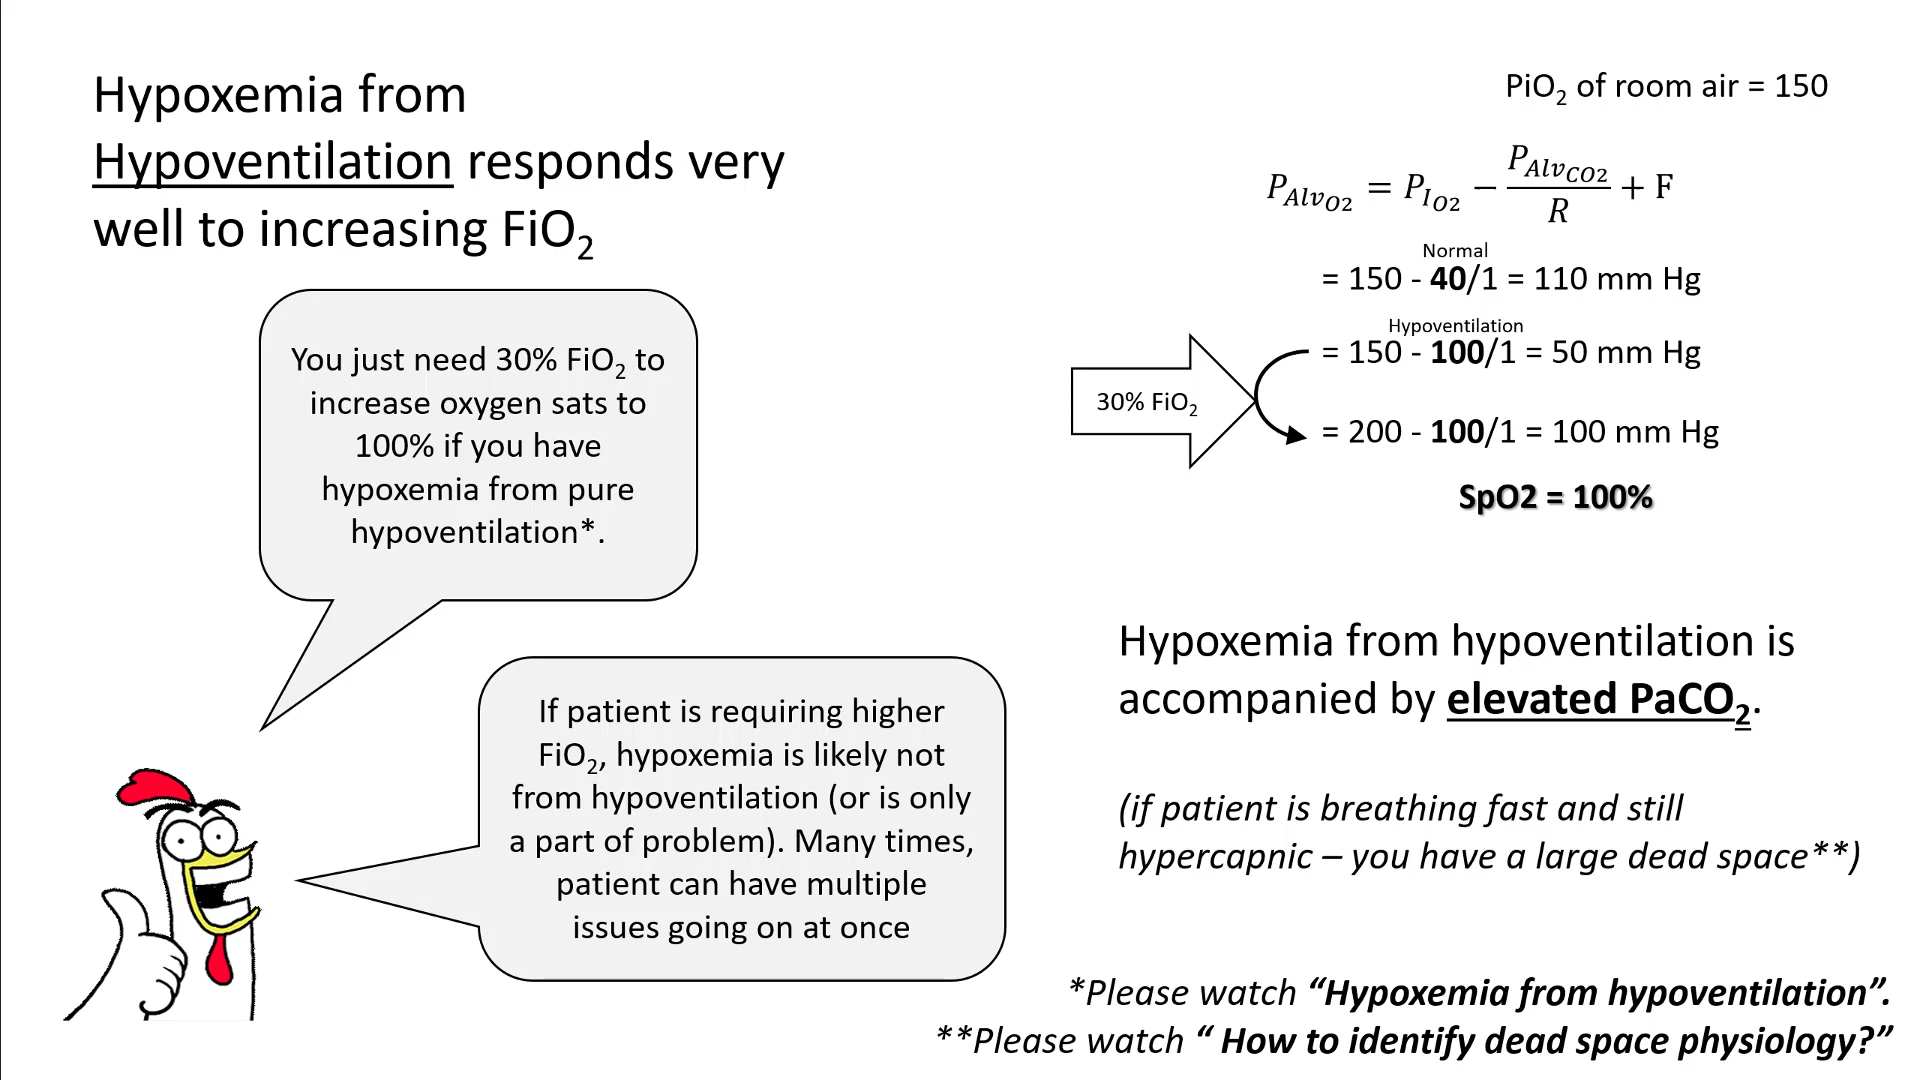 Hypoxemia from
Hypoventilation responds very
well to increasing FiO₂
You just need 30% FiO₂ to
increase oxygen sats to
100% if you have
hypoxemia from pure
hypoventilation*.
If patient is requiring higher
FiO₂, hypoxemia is likely not
from hypoventilation (or is only
a part of problem). Many times,
patient can have multiple
issues going on at once
PiO₂ of room air = 150
P_{Alv_{O2}} = P_{I_{O2}} − \frac{P_{Alv_{CO2}}}{R} + F
Normal
= 150 - 40/1 = 110 mm Hg
Hypoventilation
= 150 - 100/1 = 50 mm Hg
30% FiO₂
= 200 - 100/1 = 100 mm Hg
SpO2 = 100%
Hypoxemia from hypoventilation is
accompanied by elevated PaCO₂.
(if patient is breathing fast and still
hypercapnic – you have a large dead space**)
*Please watch “Hypoxemia from hypoventilation”.
**Please watch “ How to identify dead space physiology?”